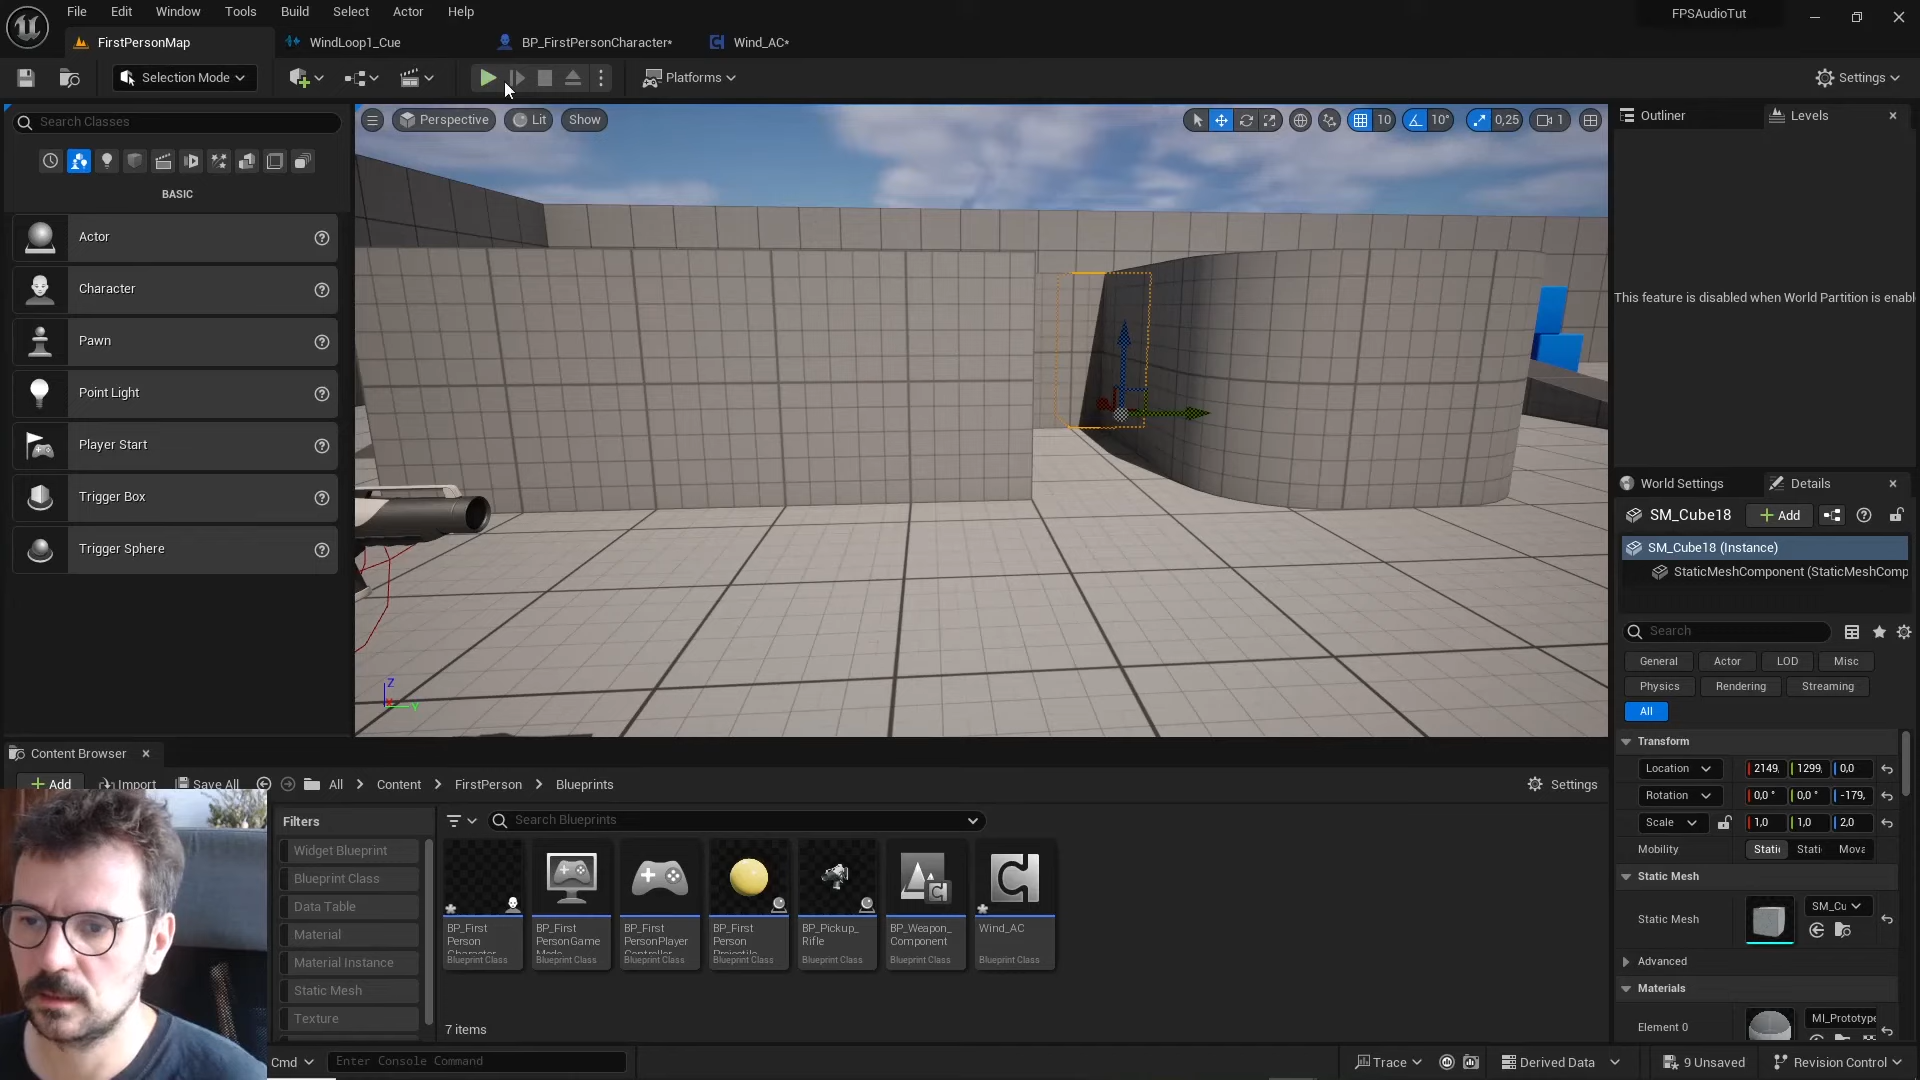 File Edit Window Tools Build Select Actor Help
FPSAudioTut
FirstPersonMap
WindLoop1_Cue
BP_FirstPersonCharacter*
Wind_AC*
Selection Mode
Platforms
Settings
Search Classes
BASIC
Actor
Character
Pawn
Point Light
Player Start
Trigger Box
Trigger Sphere
Perspective
Lit
Show
10
10°
0,25
1
Z
Y
Outliner
Levels
This feature is disabled when World Partition is enabl
World Settings
Details
SM_Cube18
Add
SM_Cube18 (Instance)
StaticMeshComponent (StaticMeshComp
Search
General
Actor
LOD
Misc
Physics
Rendering
Streaming
All
Transform
Location 2149, 1299, 0,0
Rotation 0,0 ° 0,0 ° -179,
Scale 1,0 1,0 2,0
Mobility Static Stati Mova
Static Mesh
Static Mesh SM_Cu
Advanced
Materials
Element 0 MI_Prototype
Content Browser
Add
Import
Save All
All > Content > FirstPerson > Blueprints
Settings
Filters
Widget Blueprint
Blueprint Class
Data Table
Material
Material Instance
Static Mesh
Texture
Search Blueprints
BP_First
Person
Blueprint Class
BP_First
PersonGame
Blueprint Class
BP_First
PersonPlayer
Blueprint Class
BP_First
Person
Blueprint Class
BP_Pickup_
Rifle
Blueprint Class
BP_Weapon_
Component
Blueprint Class
Wind_AC
Blueprint Class
7 items
Cmd
Enter Console Command
Trace
Derived Data
9 Unsaved
Revision Control